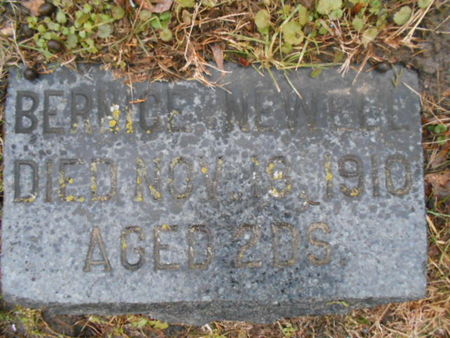 BERNICE NEWELL
DIED NOV. 19, 1910
AGED 2DS.